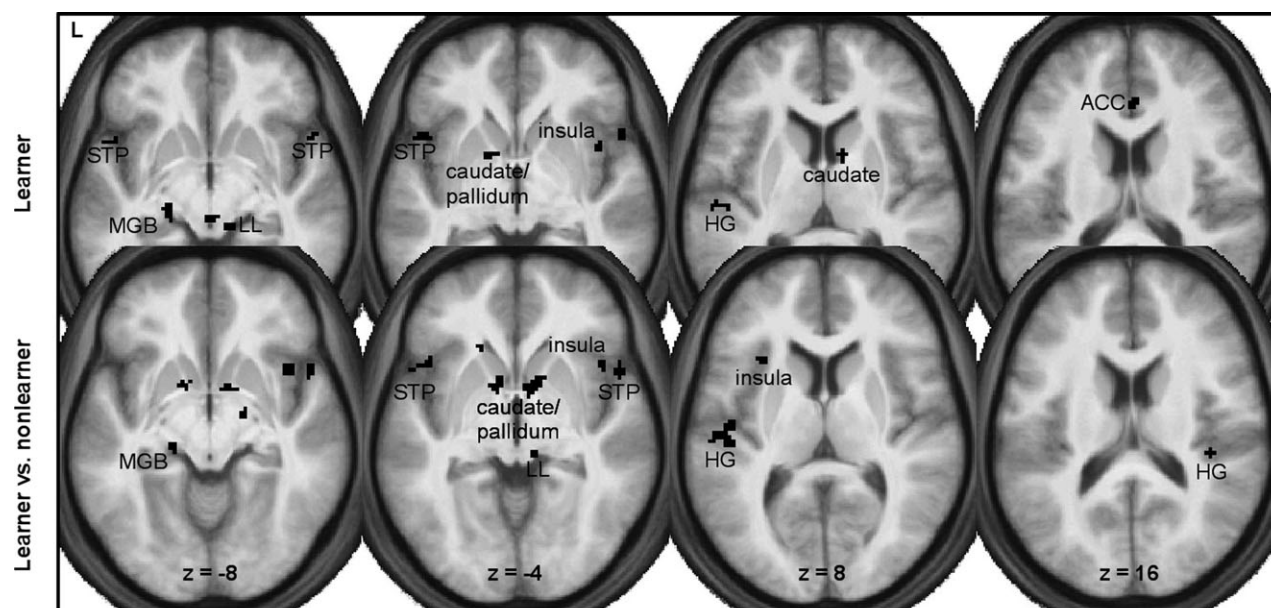 L
Learner
STP
STP
MGB
LL
STP
insula
caudate/
pallidum
caudate
HG
ACC
Learner vs. nonlearner
MGB
z = -8
insula
STP
STP
caudate/
pallidum
LL
z = -4
insula
HG
z = 8
HG
z = 16